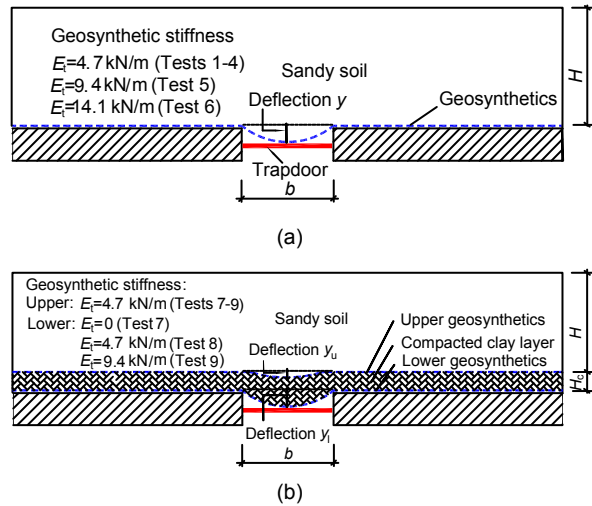 Geosynthetic stiffness
Et=4.7 kN/m (Tests 1-4)
Et=9.4 kN/m (Test 5)
Et=14.1 kN/m (Test 6)
Sandy soil
Deflection y
Geosynthetics
H
Trapdoor
b
(a)
Geosynthetic stiffness:
Upper: Et=4.7 kN/m (Tests 7-9)
Lower: Et=0 (Test 7)
Et=4.7 kN/m (Test 8)
Et=9.4 kN/m (Test 9)
Sandy soil
Deflection yu
Upper geosynthetics
Compacted clay layer
Lower geosynthetics
H
Hc
Deflection yl
b
(b)